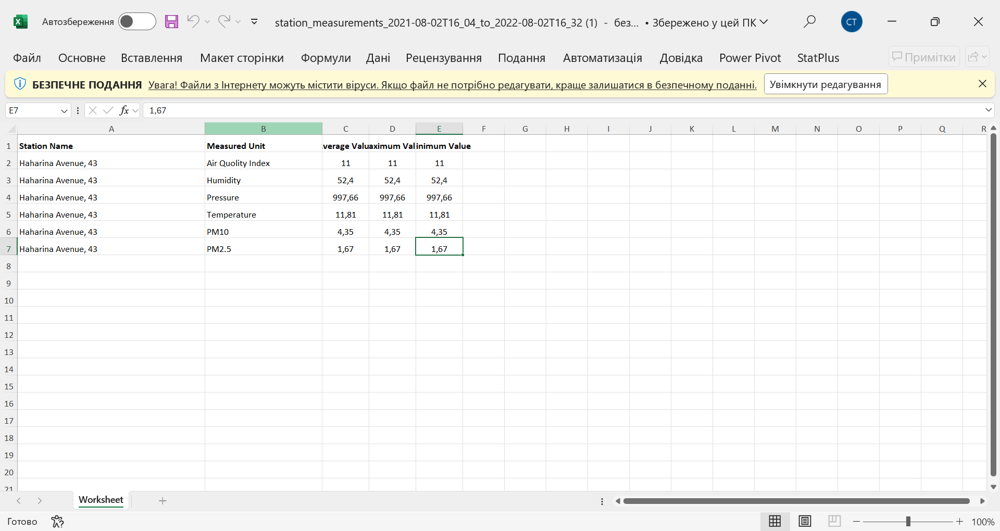 Автозбереження
station_measurements_2021-08-02T16_04_to_2022-08-02T16_32 (1) - без... • Збережено у цей ПК
СТ
Файл Основне Вставлення Макет сторінки Формули Дані Рецензування Подання Автоматизація Довідка Power Pivot StatPlus Примітки
БЕЗПЕЧНЕ ПОДАННЯ Увага! Файли з Інтернету можуть містити віруси. Якщо файл не потрібно редагувати, краще залишатися в безпечному поданні. Увімкнути редагування
E7 fx 1,67
A B C D E F G H I J K L M N O P Q R
1 Station Name Measured Unit verage Valu aximum Val inimum Value
2 Haharina Avenue, 43 Air Quolity Index 11 11 11
3 Haharina Avenue, 43 Humidity 52,4 52,4 52,4
4 Haharina Avenue, 43 Pressure 997,66 997,66 997,66
5 Haharina Avenue, 43 Temperature 11,81 11,81 11,81
6 Haharina Avenue, 43 PM10 4,35 4,35 4,35
7 Haharina Avenue, 43 PM2.5 1,67 1,67 1,67
8
9
10
11
12
13
14
15
16
17
18
19
20
21
Worksheet
Готово 100%